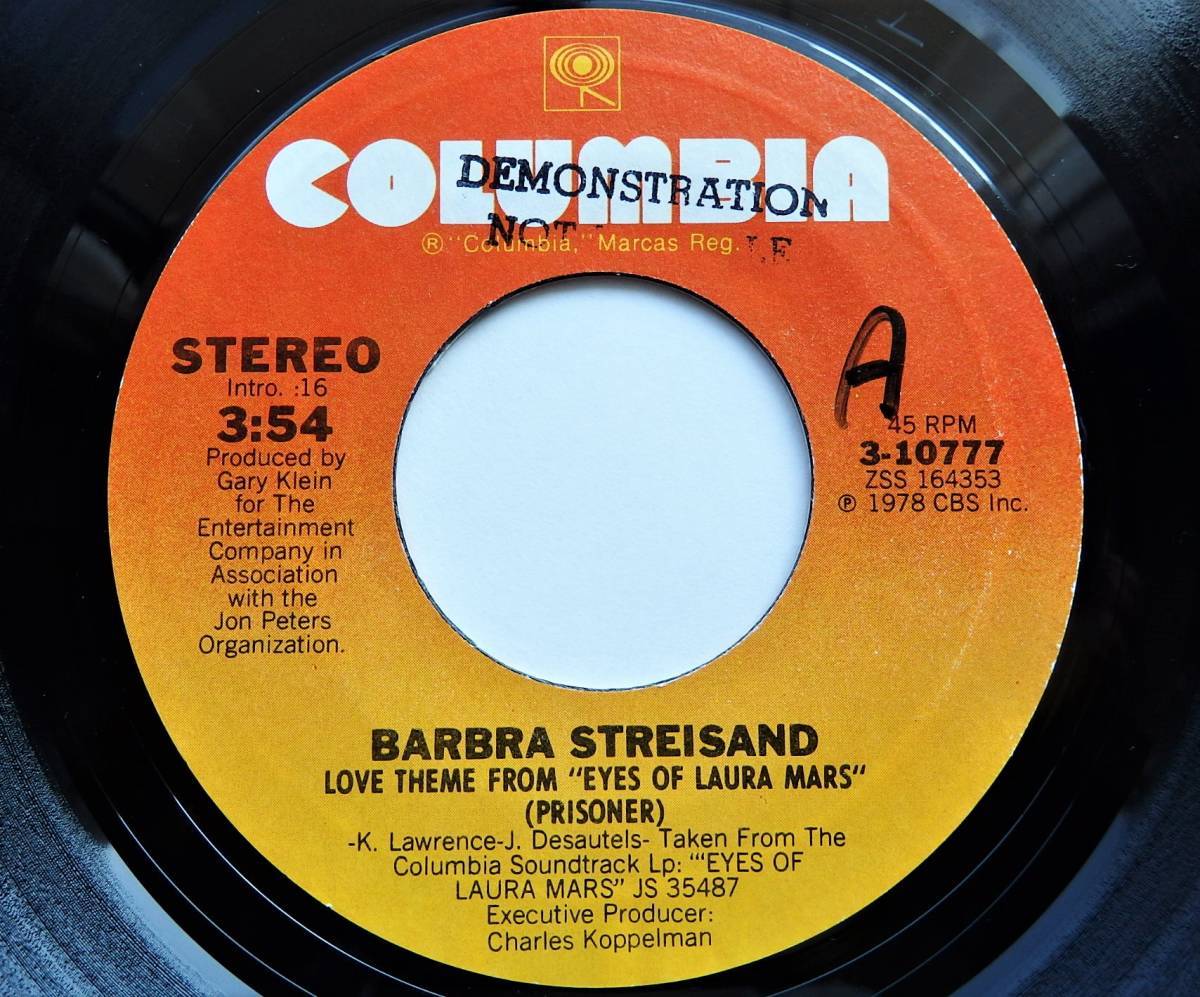 COLUMBIA
DEMONSTRATION
NOT
® "Columbia," Marcas Reg.
STEREO
Intro. :16
3:54
Produced by
Gary Klein
for The
Entertainment
Company in
Association
with the
Jon Peters
Organization.
A
45 RPM
3-10777
ZSS 164353
℗ 1978 CBS Inc.
BARBRA STREISAND
LOVE THEME FROM "EYES OF LAURA MARS"
(PRISONER)
-K. Lawrence-J. Desautels- Taken From The
Columbia Soundtrack Lp: '"EYES OF
LAURA MARS" JS 35487
Executive Producer:
Charles Koppelman